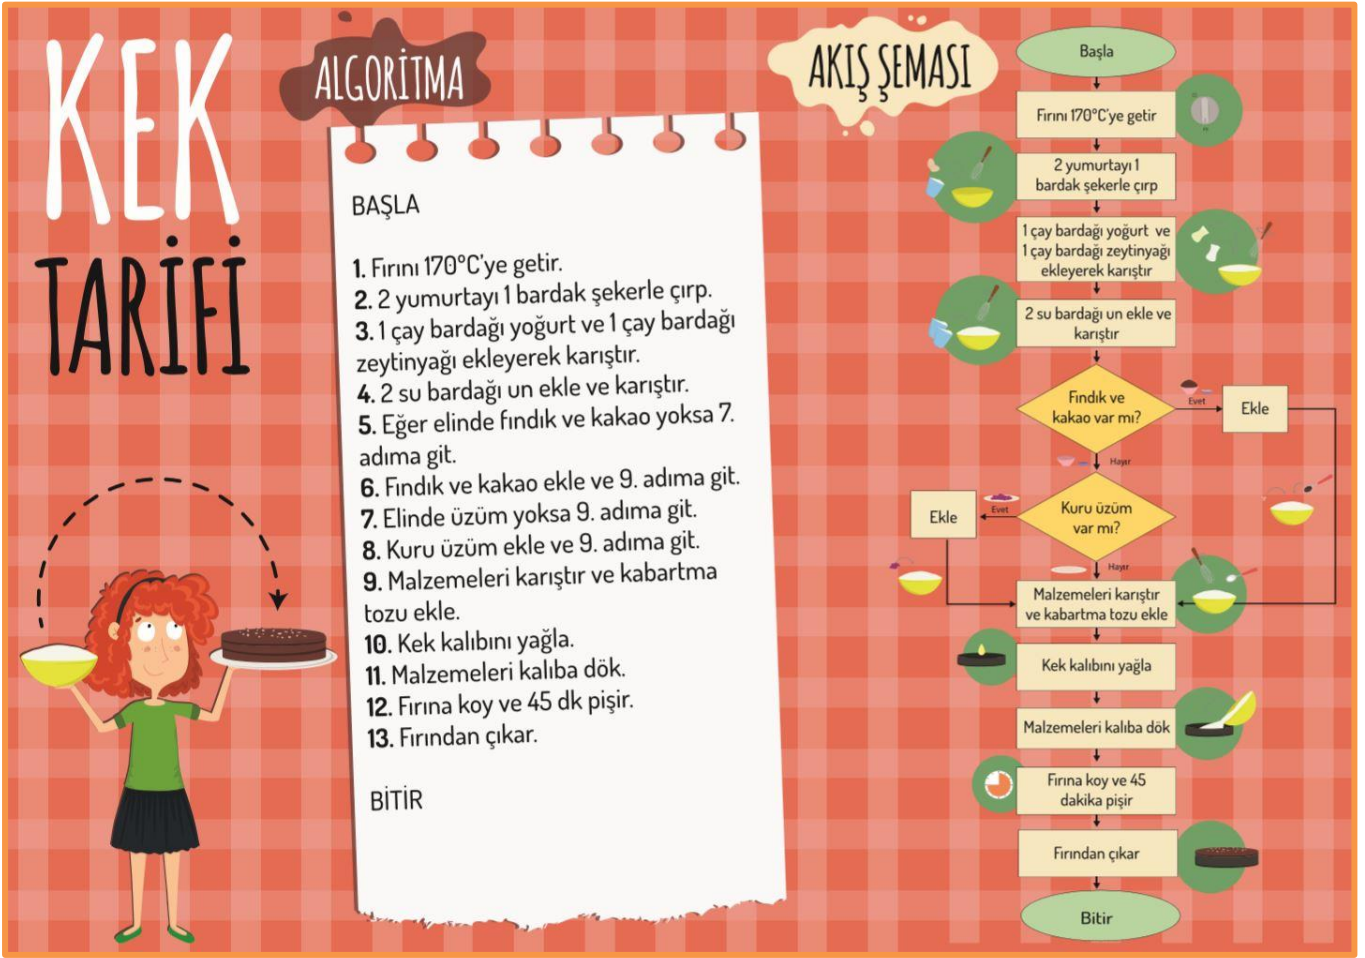 KEK
TARİFİ
ALGORİTMA
BAŞLA
1. Fırını 170°C'ye getir.
2. 2 yumurtayı 1 bardak şekerle çırp.
3. 1 çay bardağı yoğurt ve 1 çay bardağı
zeytinyağı ekleyerek karıştır.
4. 2 su bardağı un ekle ve karıştır.
5. Eğer elinde fındık ve kakao yoksa 7.
adıma git.
6. Fındık ve kakao ekle ve 9. adıma git.
7. Elinde üzüm yoksa 9. adıma git.
8. Kuru üzüm ekle ve 9. adıma git.
9. Malzemeleri karıştır ve kabartma
tozu ekle.
10. Kek kalıbını yağla.
11. Malzemeleri kalıba dök.
12. Fırına koy ve 45 dk pişir.
13. Fırından çıkar.
BİTİR
AKIŞ ŞEMASI
Başla
Fırını 170°C'ye getir
2 yumurtayı 1
bardak şekerle çırp
1 çay bardağı yoğurt ve
1 çay bardağı zeytinyağı
ekleyerek karıştır
2 su bardağı un ekle ve
karıştır
Fındık ve
kakao var mı?
Evet
Ekle
Hayır
Kuru üzüm
var mı?
Evet
Ekle
Hayır
Malzemeleri karıştır
ve kabartma tozu ekle
Kek kalıbını yağla
Malzemeleri kalıba dök
Fırına koy ve 45
dakika pişir
Fırından çıkar
Bitir